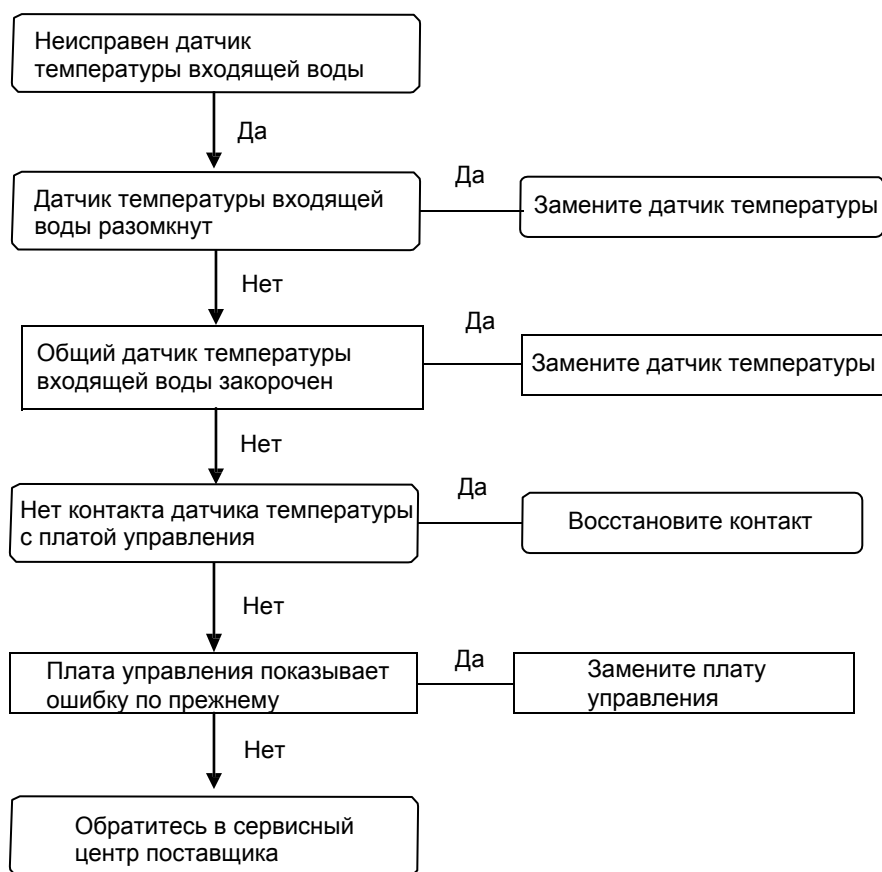 Неисправен датчик
температуры входящей воды
Да
Датчик температуры входящей
воды разомкнут
Да
Замените датчик температуры
Нет
Общий датчик температуры
входящей воды закорочен
Да
Замените датчик температуры
Нет
Нет контакта датчика температуры
с платой управления
Да
Восстановите контакт
Нет
Плата управления показывает
ошибку по прежнему
Да
Замените плату
управления
Нет
Обратитесь в сервисный
центр поставщика